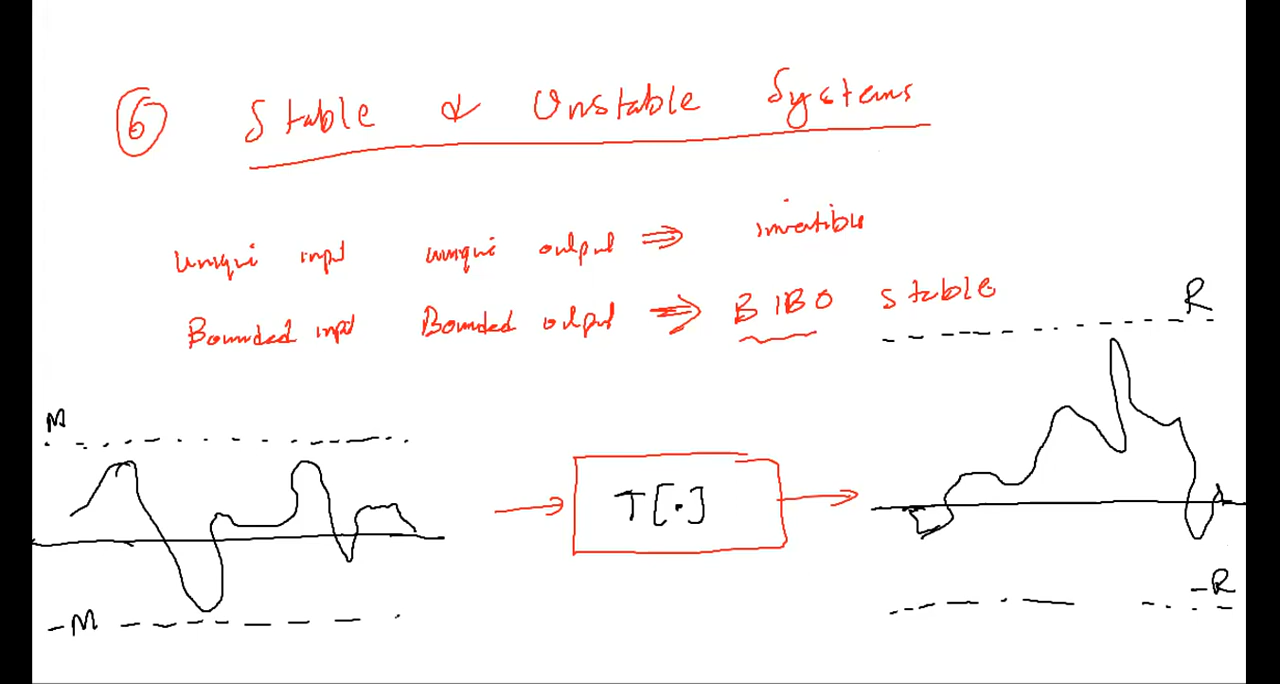 6 Stable & Unstable Systems
Unique input unique output ⇒ invertible
Bounded input Bounded output ⇒ BIBO stable
R
M
T[·]
-R
-M